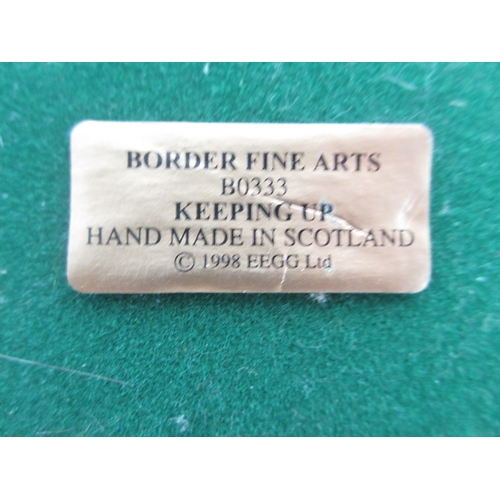 BORDER FINE ARTS
B0333
KEEPING UP
HAND MADE IN SCOTLAND
© 1998 EEGG Ltd